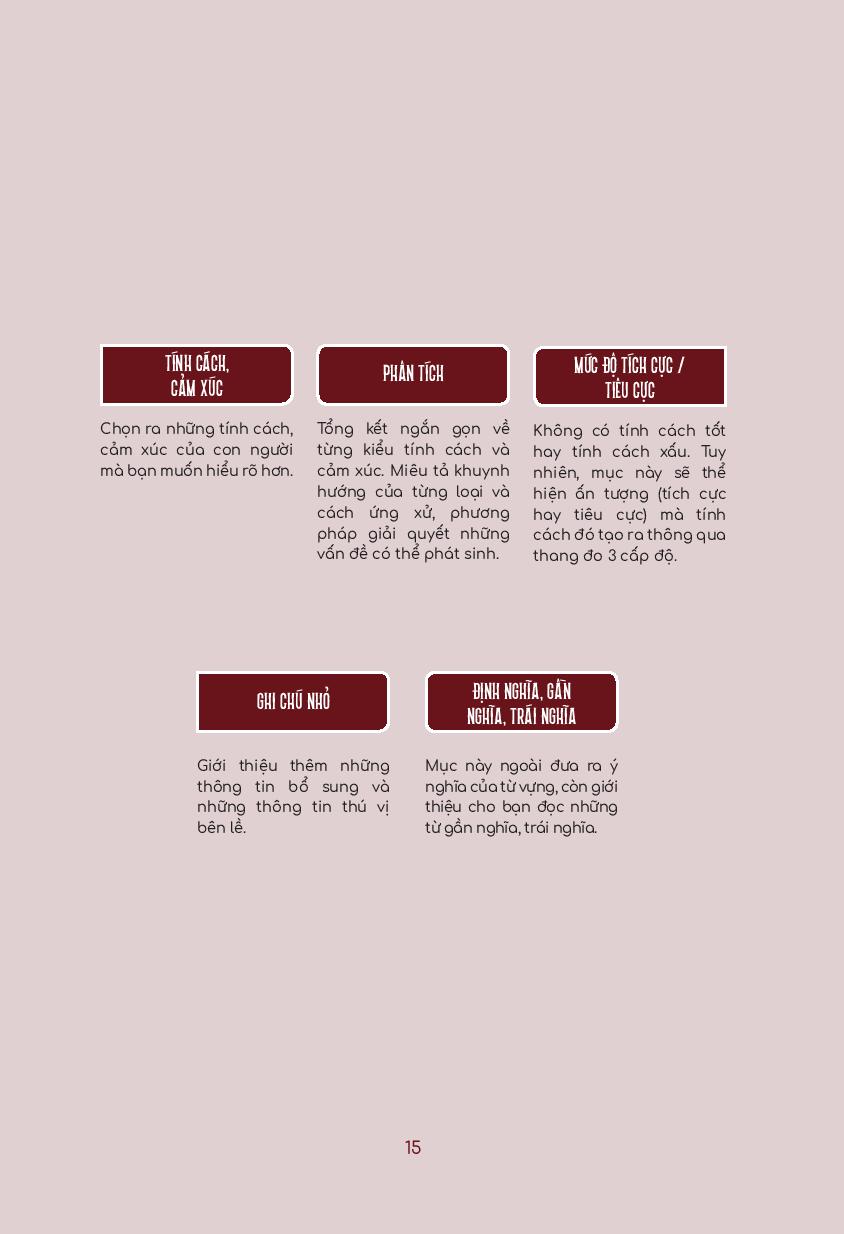 TÍNH CÁCH,
CẢM XÚC
Chọn ra những tính cách,
cảm xúc của con người
mà bạn muốn hiểu rõ hơn.
PHÂN TÍCH
Tổng kết ngắn gọn về
từng kiểu tính cách và
cảm xúc. Miêu tả khuynh
hướng của từng loại và
cách ứng xử, phương
pháp giải quyết những
vấn đề có thể phát sinh.
MỨC ĐỘ TÍCH CỰC /
TIÊU CỰC
Không có tính cách tốt
hay tính cách xấu. Tuy
nhiên, mục này sẽ thể
hiện ấn tượng (tích cực
hay tiêu cực) mà tính
cách đó tạo ra thông qua
thang đo 3 cấp độ.
GHI CHÚ NHỎ
Giới thiệu thêm những
thông tin bổ sung và
những thông tin thú vị
bên lề.
ĐỊNH NGHĨA, GẦN
NGHĨA, TRÁI NGHĨA
Mục này ngoài đưa ra ý
nghĩa của từ vựng, còn giới
thiệu cho bạn đọc những
từ gần nghĩa, trái nghĩa.
15